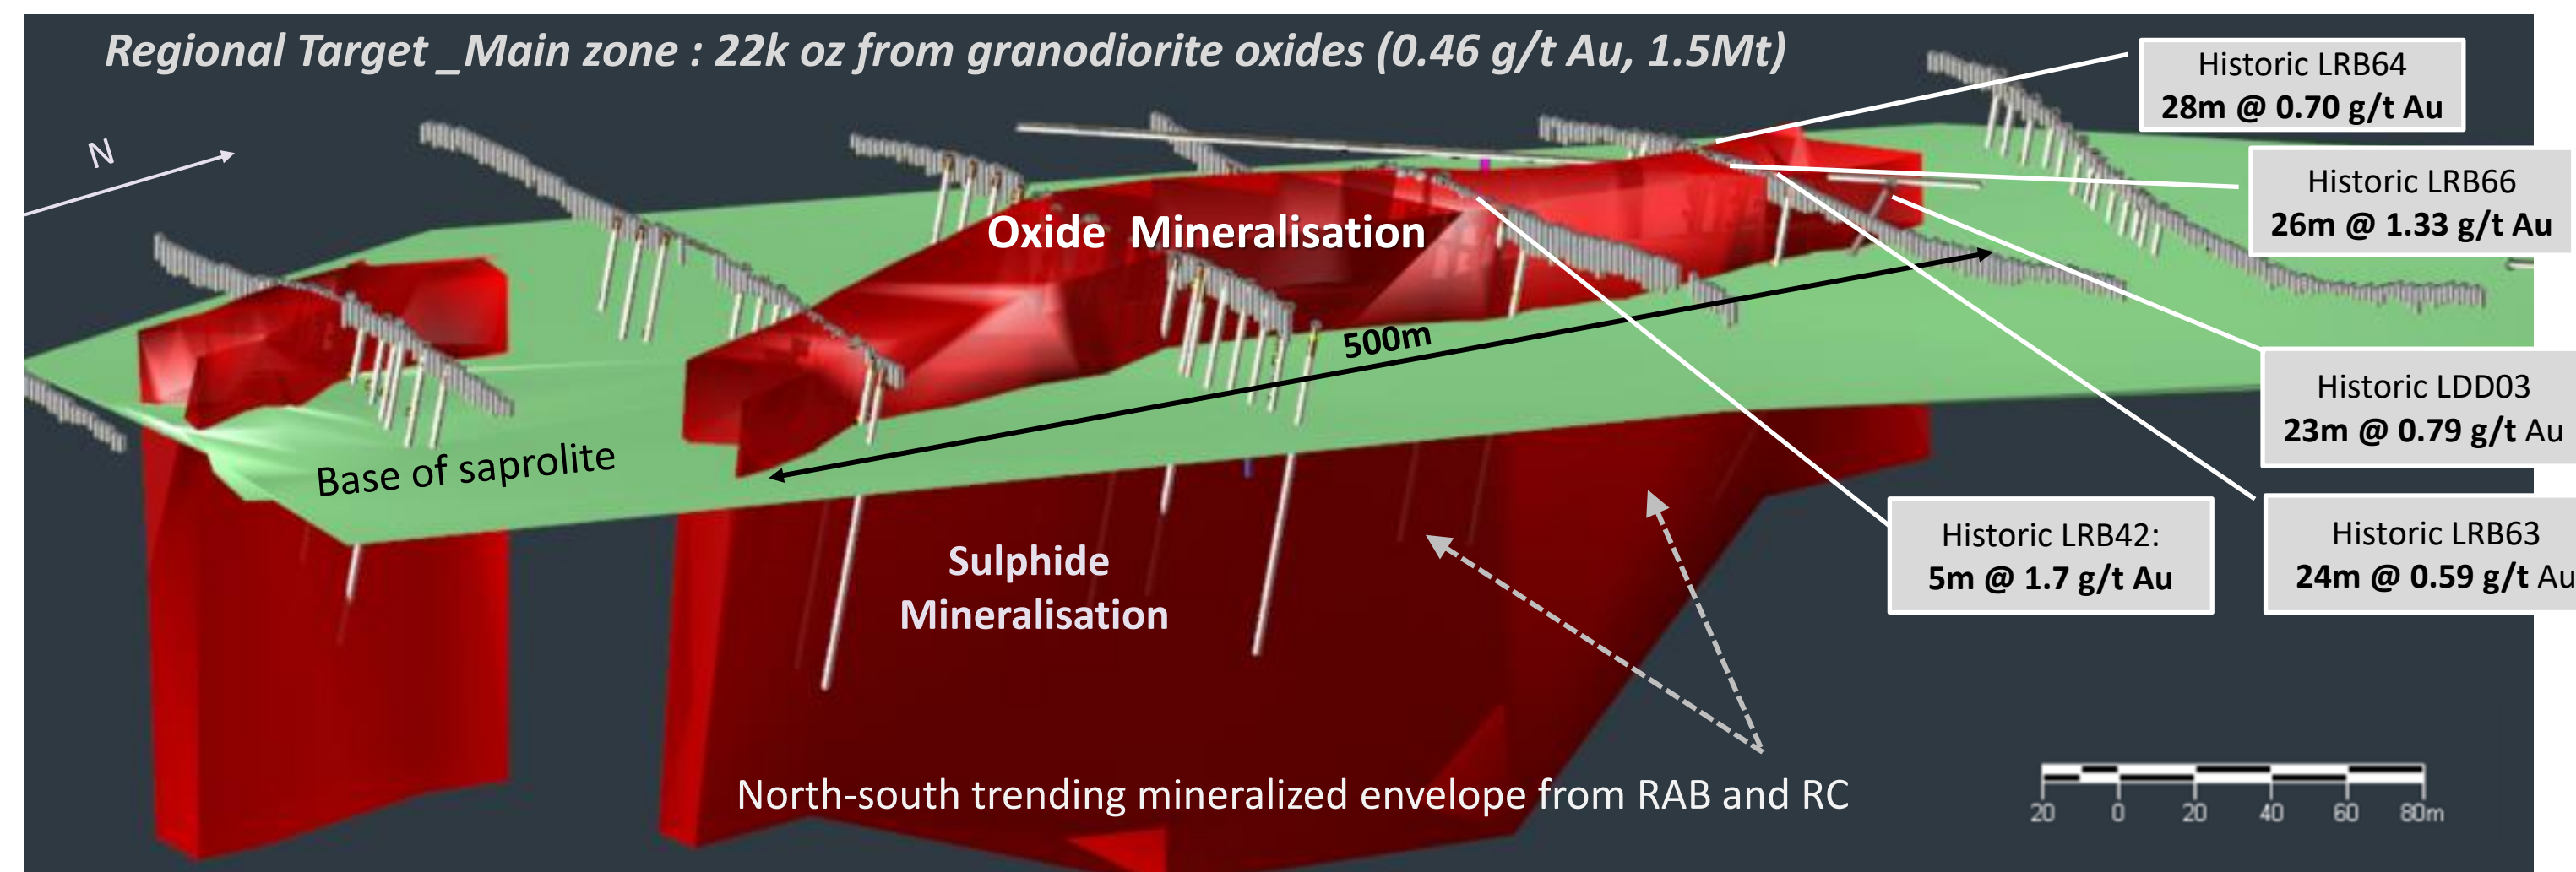 Regional Target _Main zone : 22k oz from granodiorite oxides (0.46 g/t Au, 1.5Mt)
N
Historic LRB64
28m @ 0.70 g/t Au
Historic LRB66
26m @ 1.33 g/t Au
Oxide Mineralisation
500m
Historic LDD03
23m @ 0.79 g/t Au
Base of saprolite
Historic LRB42:
5m @ 1.7 g/t Au
Historic LRB63
24m @ 0.59 g/t Au
Sulphide
Mineralisation
North-south trending mineralized envelope from RAB and RC
20 0 20 40 60 80m